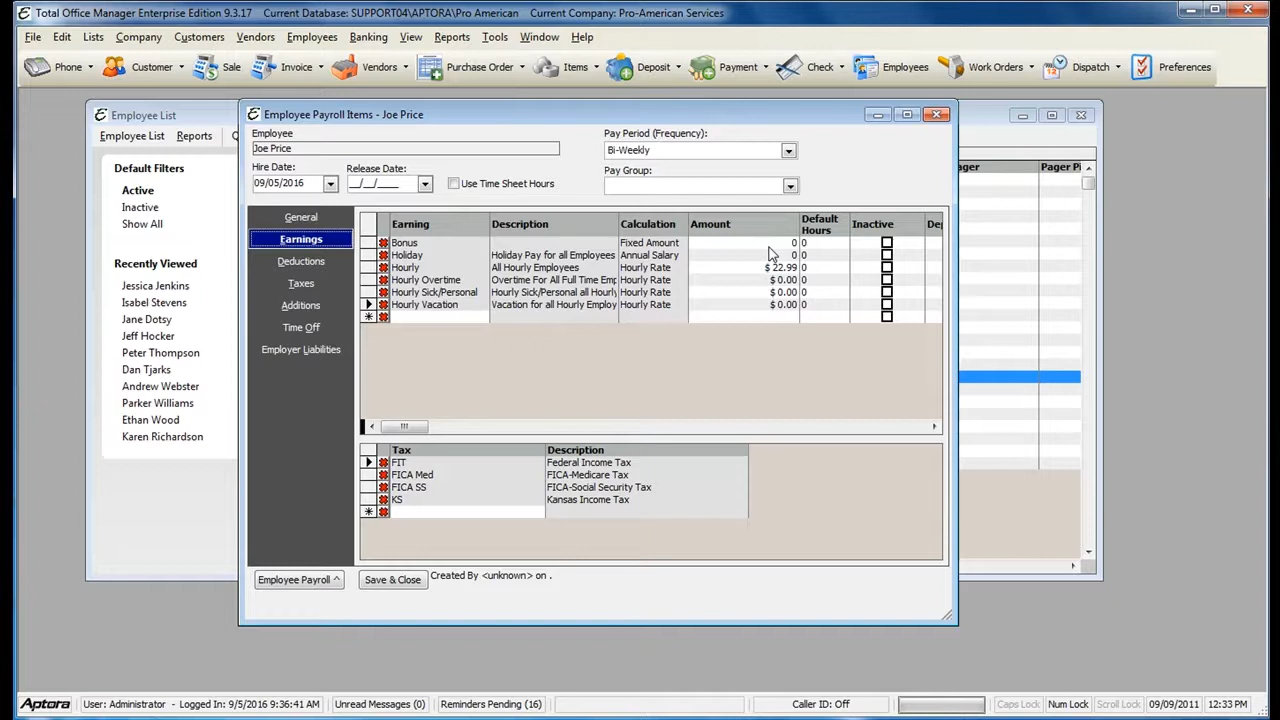 Total Office Manager Enterprise Edition 9.3.17 Current Database: SUPPORT04\APTORA\Pro American Current Company: Pro-American Services
File Edit Lists Company Customers Vendors Employees Banking View Reports Tools Window Help
Phone Customer Sale Invoice Vendors Purchase Order Items Deposit Payment Check Employees Work Orders Dispatch Preferences
Employee List
Employee List Reports Q
Default Filters
Active
Inactive
Show All
Recently Viewed
Jessica Jenkins
Isabel Stevens
Jane Dotsy
Jeff Hocker
Peter Thompson
Dan Tjarks
Andrew Webster
Parker Williams
Ethan Wood
Karen Richardson
ager Pager Pi
Employee Payroll Items - Joe Price
Employee
Joe Price
Pay Period (Frequency):
Bi-Weekly
Hire Date: Release Date:
09/05/2016 __/__/____ Use Time Sheet Hours
Pay Group:
General
Earnings
Deductions
Taxes
Additions
Time Off
Employer Liabilities
Earning Description Calculation Amount Default Hours Inactive Dep
Bonus Fixed Amount 0 0
Holiday Holiday Pay for all Employees Annual Salary 0 0
Hourly All Hourly Employees Hourly Rate $ 22.99 0
Hourly Overtime Overtime For All Full Time Emp Hourly Rate $ 0.00 0
Hourly Sick/Personal Hourly Sick/Personal all Hourly Hourly Rate $ 0.00 0
Hourly Vacation Vacation for all Hourly Employ Hourly Rate $ 0.00 0
Tax Description
FIT Federal Income Tax
FICA Med FICA-Medicare Tax
FICA SS FICA-Social Security Tax
KS Kansas Income Tax
Employee Payroll ^ Save & Close Created By <unknown> on .
Aptora User: Administrator - Logged In: 9/5/2016 9:36:41 AM Unread Messages (0) Reminders Pending (16) Caller ID: Off Caps Lock Num Lock Scroll Lock 09/09/2011 12:33 PM